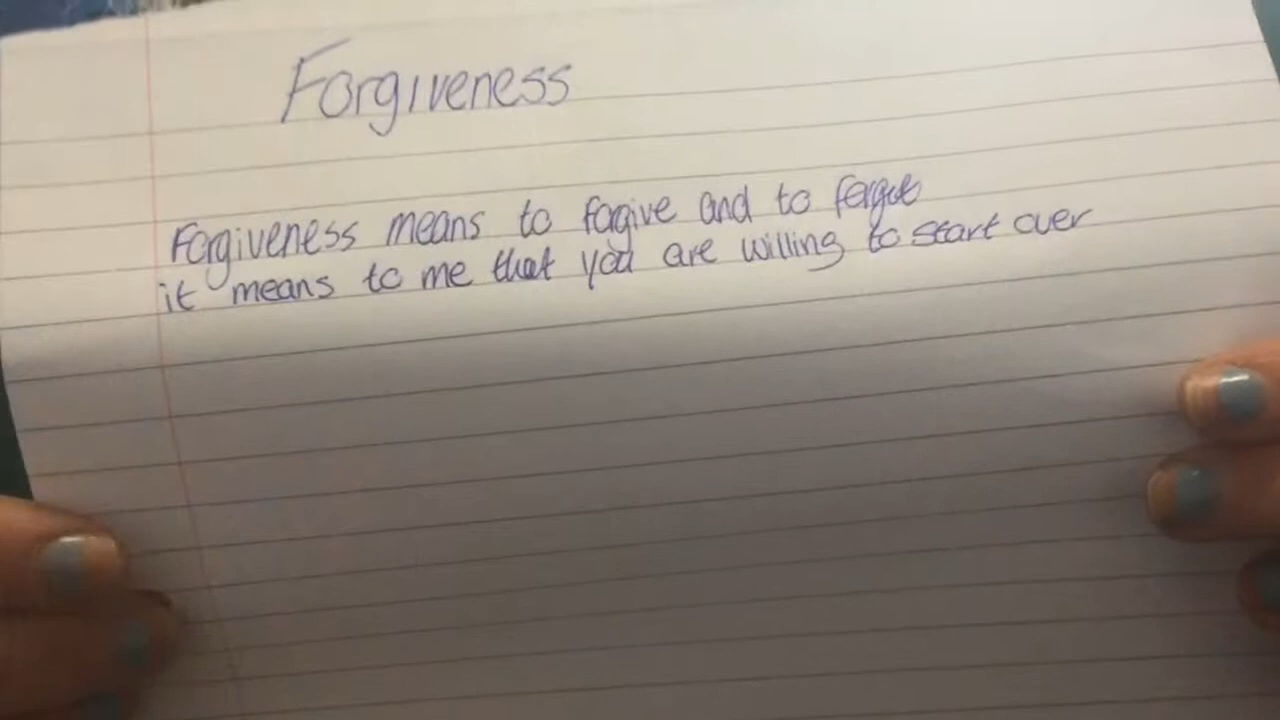 Forgiveness
Forgiveness means to forgive and to forget
it means to me that you are willing to start over